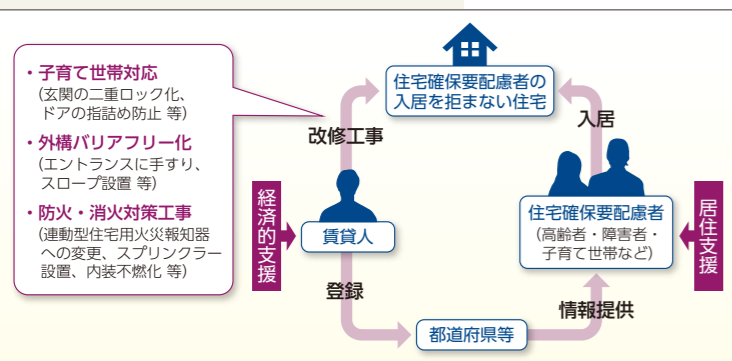 ・子育て世帯対応
(玄関の二重ロック化、
ドアの指詰め防止 等)
・外構バリアフリー化
(エントランスに手すり、
スロープ設置 等)
・防火・消火対策工事
(連動型住宅用火災報知器
への変更、スプリンクラー
設置、内装不燃化 等)
住宅確保要配慮者の
入居を拒まない住宅
改修工事
入居
経済的支援
賃貸人
住宅確保要配慮者
(高齢者・障害者・
子育て世帯など)
居住支援
登録
情報提供
都道府県等